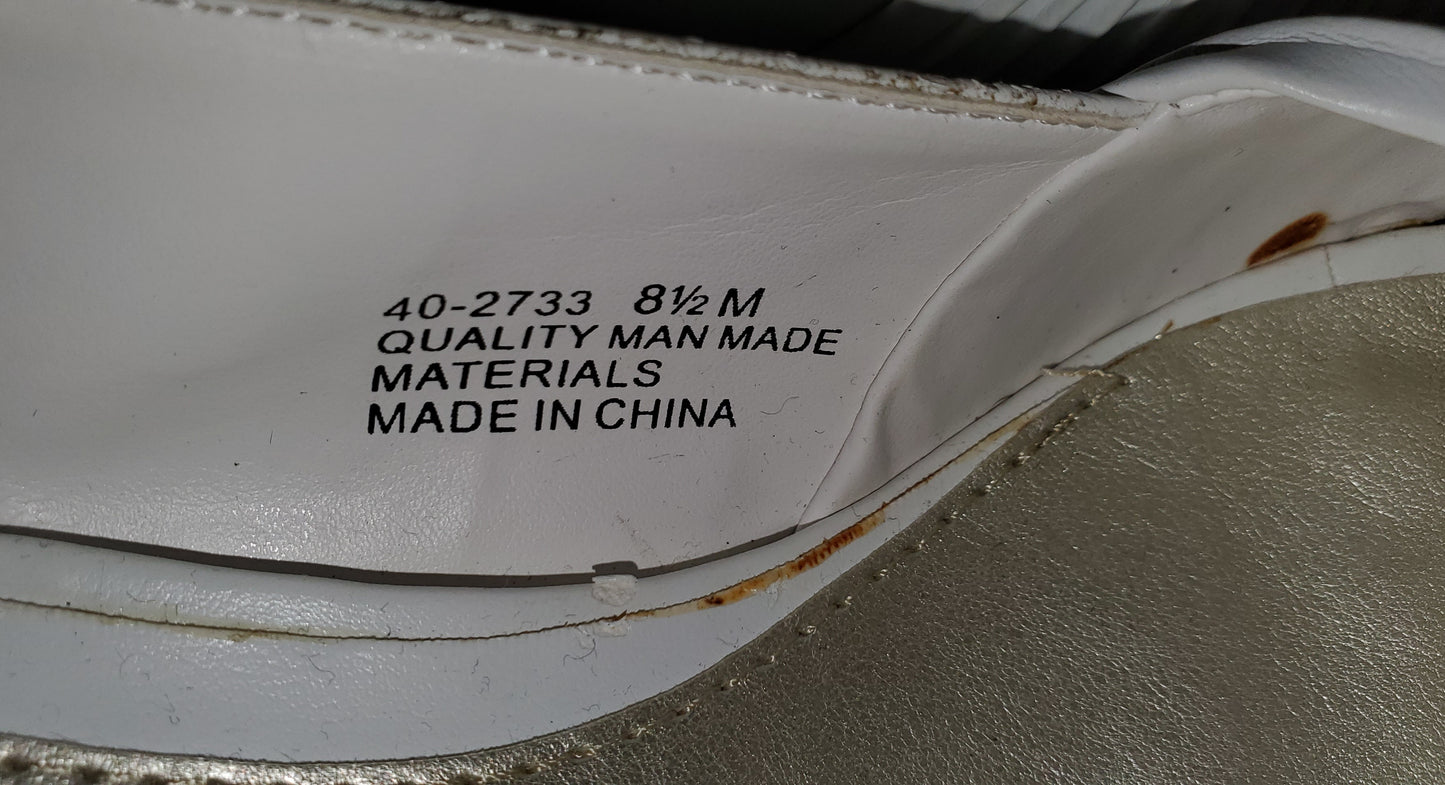 40-2733 8½ M
QUALITY MAN MADE
MATERIALS
MADE IN CHINA